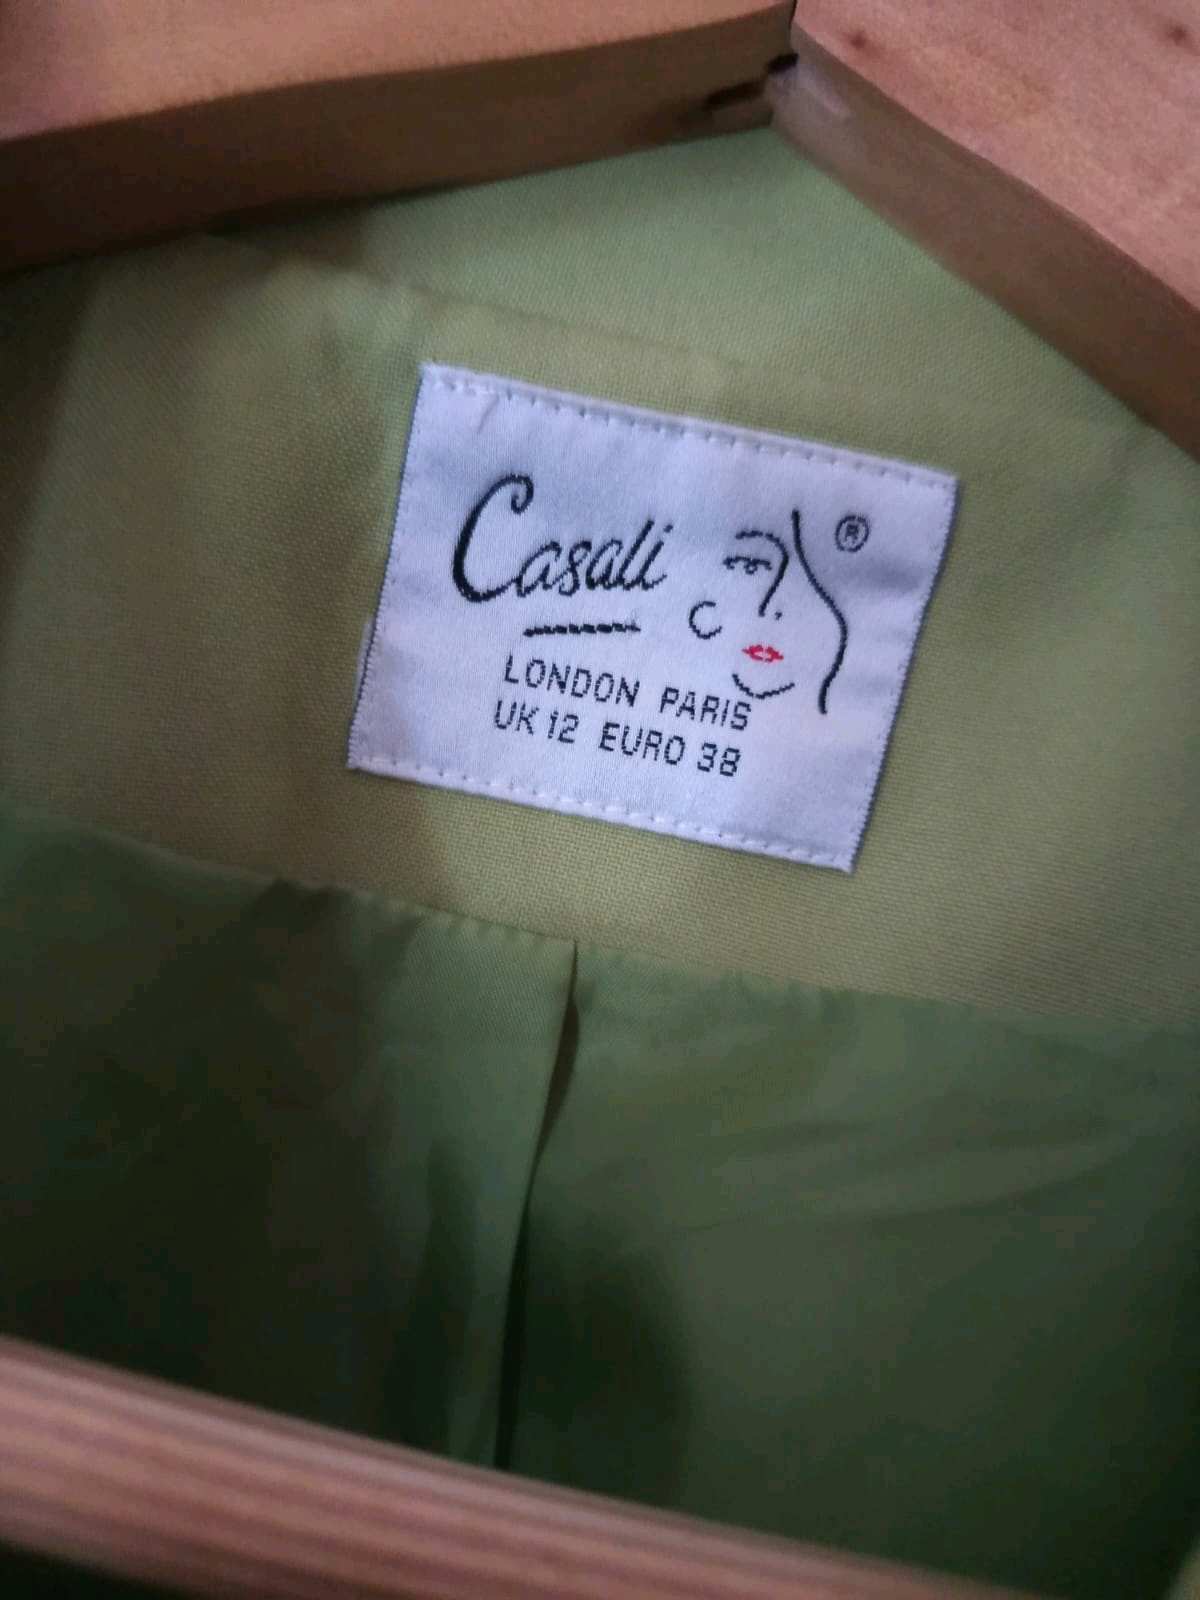 Casali ®
LONDON PARIS
UK 12 EURO 38